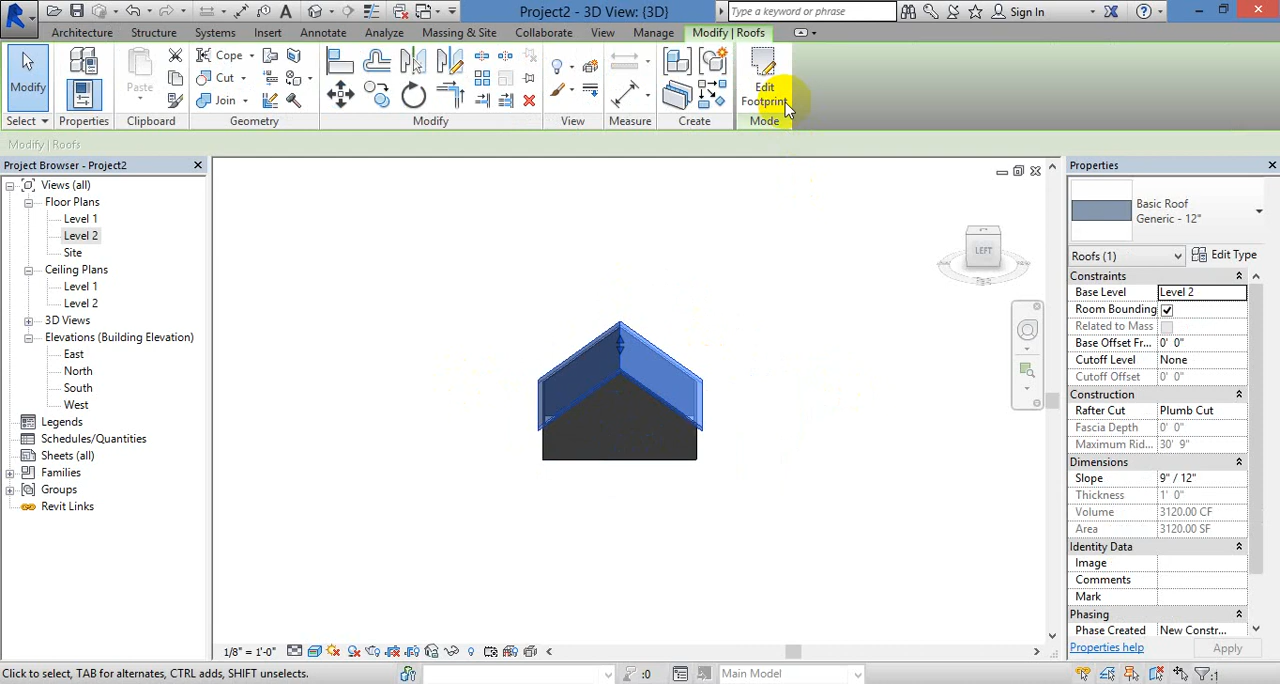 Project2 - 3D View: {3D}
Type a keyword or phrase
Sign In
Architecture Structure Systems Insert Annotate Analyze Massing & Site Collaborate View Manage Modify | Roofs
Modify
Select
Properties
Paste
Clipboard
Cope
Cut
Join
Geometry
Modify
View
Measure
Create
Edit
Footprint
Mode
Modify | Roofs
Project Browser - Project2
Views (all)
Floor Plans
Level 1
Level 2
Site
Ceiling Plans
Level 1
Level 2
3D Views
Elevations (Building Elevation)
East
North
South
West
Legends
Schedules/Quantities
Sheets (all)
Families
Groups
Revit Links
LEFT
Properties
Basic Roof
Generic - 12"
Roofs (1) Edit Type
Constraints
Base Level Level 2
Room Bounding
Related to Mass
Base Offset Fr... 0' 0"
Cutoff Level None
Cutoff Offset 0' 0"
Construction
Rafter Cut Plumb Cut
Fascia Depth 0' 0"
Maximum Rid... 30' 9"
Dimensions
Slope 9" / 12"
Thickness 1' 0"
Volume 3120.00 CF
Area 3120.00 SF
Identity Data
Image
Comments
Mark
Phasing
Phase Created New Constr...
Properties help Apply
1/8" = 1'-0"
Click to select, TAB for alternates, CTRL adds, SHIFT unselects.
:0
Main Model
:1